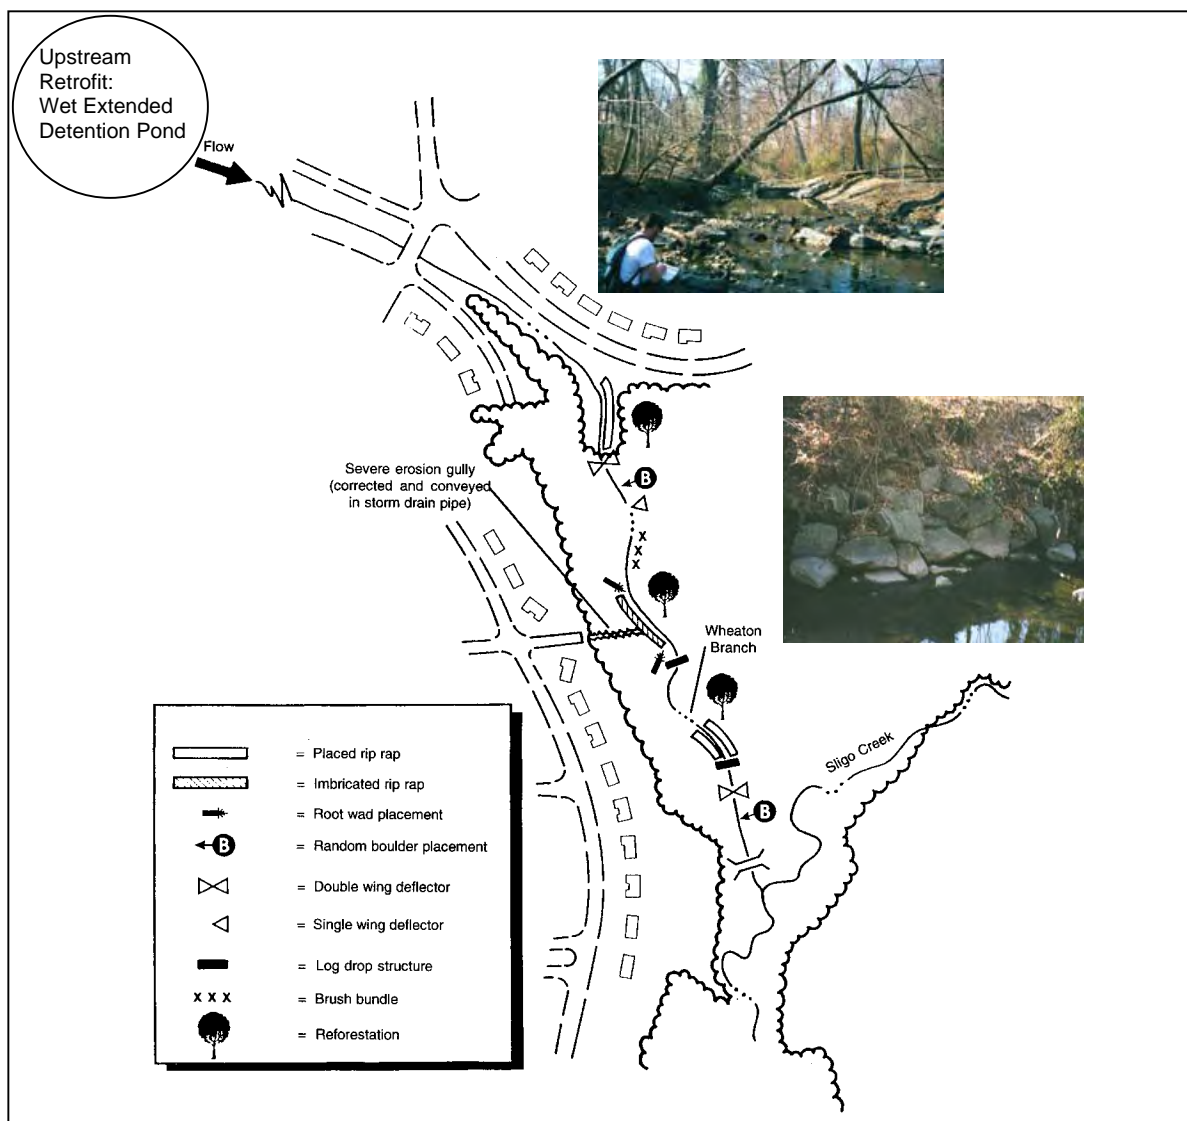 Upstream
Retrofit:
Wet Extended
Detention Pond
Flow
Severe erosion gully
(corrected and conveyed
in storm drain pipe)
B
Wheaton
Branch
Sligo Creek
B
= Placed rip rap
= Imbricated rip rap
= Root wad placement
B = Random boulder placement
= Double wing deflector
= Single wing deflector
= Log drop structure
x x x = Brush bundle
= Reforestation